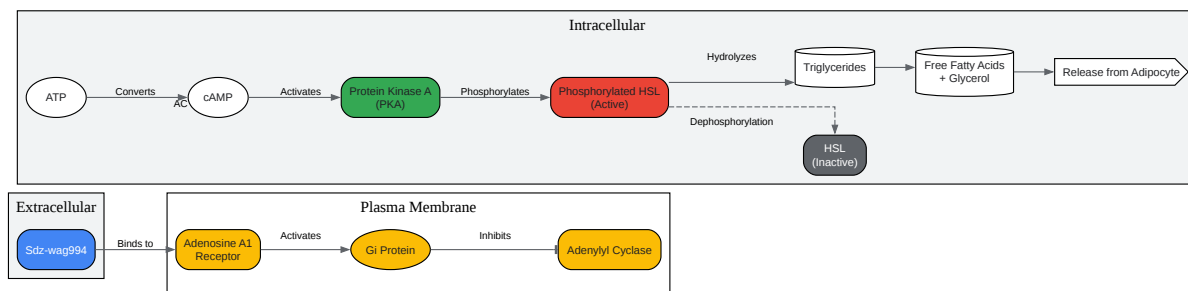 Intracellular
ATP
Converts
AC
cAMP
Activates
Protein Kinase A
(PKA)
Phosphorylates
Phosphorylated HSL
(Active)
Hydrolyzes
Triglycerides
Free Fatty Acids
+ Glycerol
Release from Adipocyte
Dephosphorylation
HSL
(Inactive)
Extracellular
Sdz-wag994
Binds to
Plasma Membrane
Adenosine A1
Receptor
Activates
Gi Protein
Inhibits
Adenylyl Cyclase